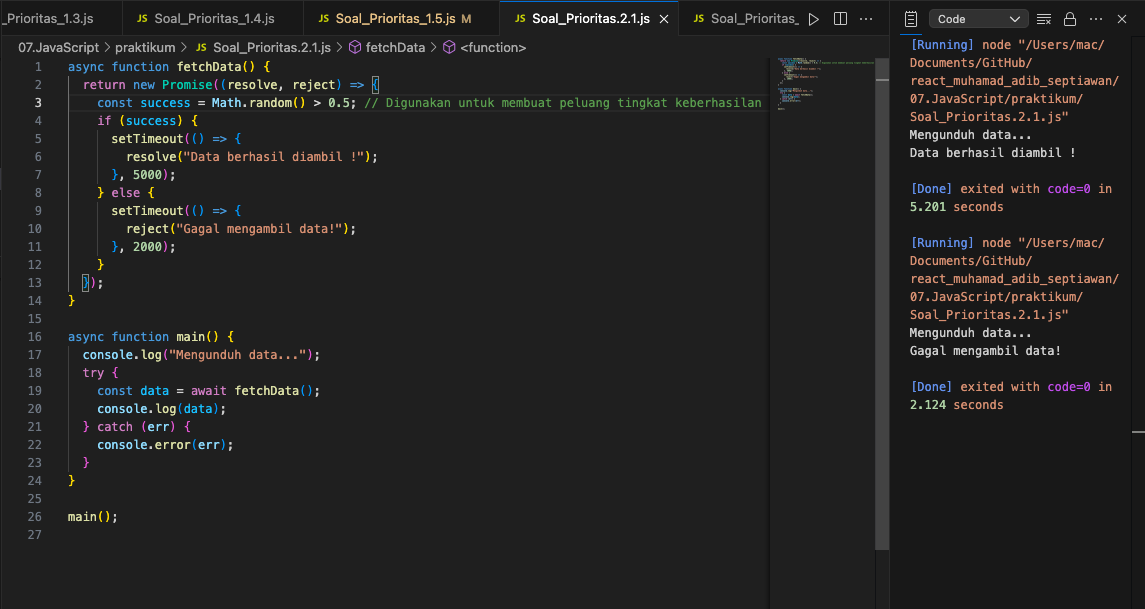 _Prioritas_1.3.js JS Soal_Prioritas_1.4.js JS Soal_Prioritas_1.5.js M JS Soal_Prioritas.2.1.js JS Soal_Prioritas_
07.JavaScript > praktikum > JS Soal_Prioritas.2.1.js > fetchData > <function>
1 async function fetchData() {
2 return new Promise((resolve, reject) => {
3 const success = Math.random() > 0.5; // Digunakan untuk membuat peluang tingkat keberhasilan
4 if (success) {
5 setTimeout(() => {
6 resolve("Data berhasil diambil !");
7 }, 5000);
8 } else {
9 setTimeout(() => {
10 reject("Gagal mengambil data!");
11 }, 2000);
12 }
13 });
14 }
15
16 async function main() {
17 console.log("Mengunduh data...");
18 try {
19 const data = await fetchData();
20 console.log(data);
21 } catch (err) {
22 console.error(err);
23 }
24 }
25
26 main();
27
Code
[Running] node "/Users/mac/
Documents/GitHub/
react_muhamad_adib_septiawan/
07.JavaScript/praktikum/
Soal_Prioritas.2.1.js"
Mengunduh data...
Data berhasil diambil !
[Done] exited with code=0 in
5.201 seconds
[Running] node "/Users/mac/
Documents/GitHub/
react_muhamad_adib_septiawan/
07.JavaScript/praktikum/
Soal_Prioritas.2.1.js"
Mengunduh data...
Gagal mengambil data!
[Done] exited with code=0 in
2.124 seconds